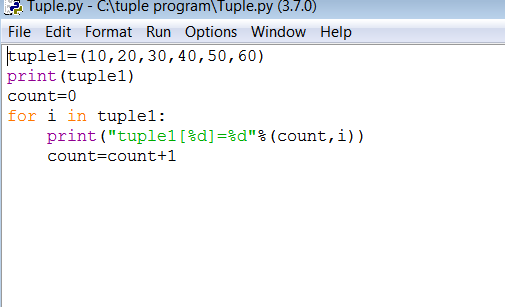 Tuple.py - C:\tuple program\Tuple.py (3.7.0)
File Edit Format Run Options Window Help
tuple1=(10,20,30,40,50,60)
print(tuple1)
count=0
for i in tuple1:
    print("tuple1[%d]=%d"%(count,i))
    count=count+1